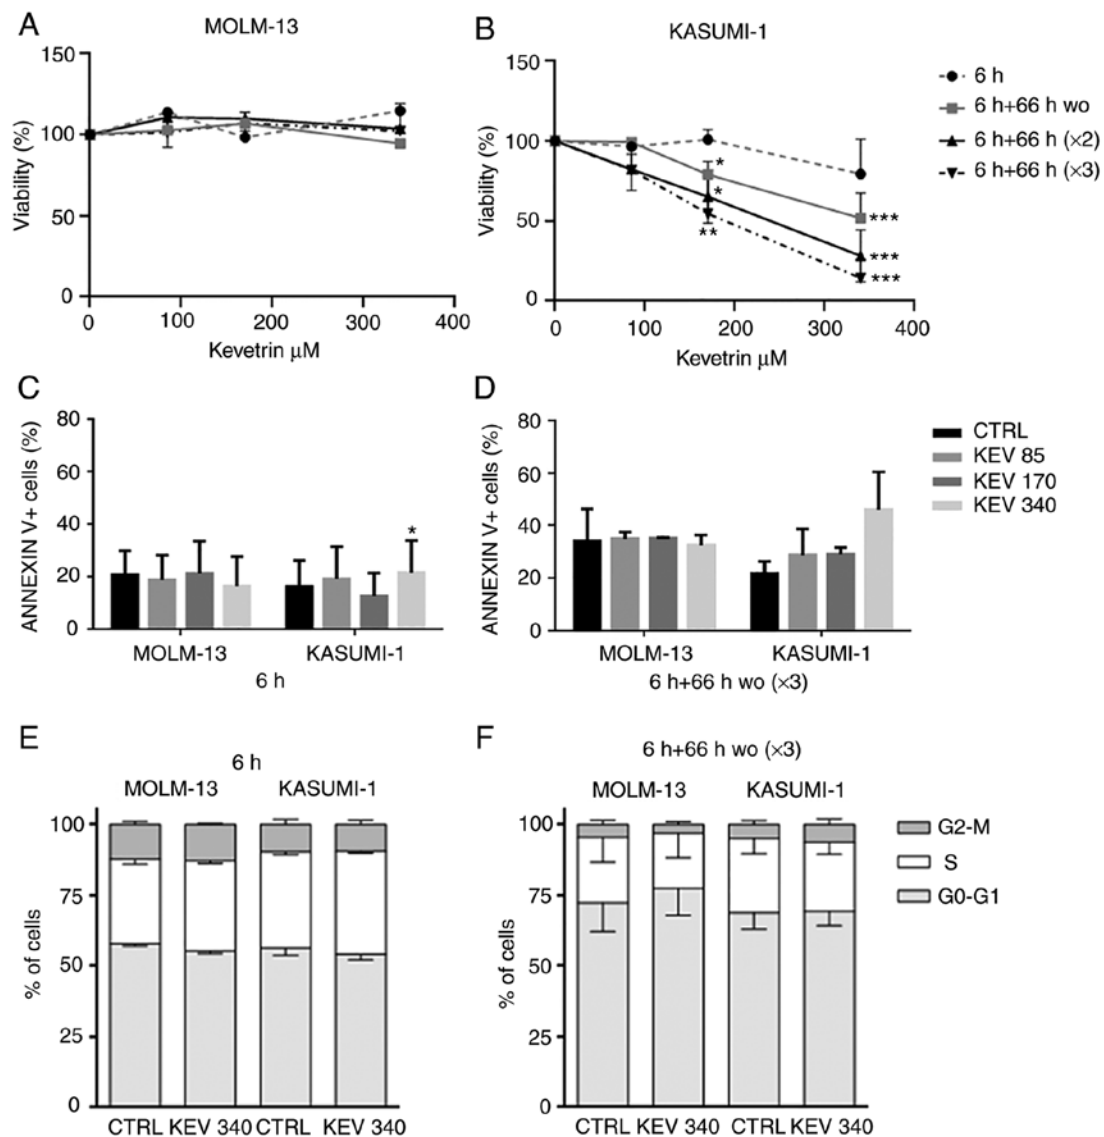 A
MOLM-13
150
100
50
0
Viability (%)
0
100
200
300
400
Kevetrin μM
B
KASUMI-1
150
100
50
0
Viability (%)
*
*
**
***
***
***
0
100
200
300
400
Kevetrin μM
6 h
6 h+66 h wo
6 h+66 h (×2)
6 h+66 h (×3)
C
80
60
40
20
0
ANNEXIN V+ cells (%)
*
MOLM-13
KASUMI-1
6 h
D
80
60
40
20
0
ANNEXIN V+ cells (%)
MOLM-13
KASUMI-1
6 h+66 h wo (×3)
CTRL
KEV 85
KEV 170
KEV 340
E
6 h
MOLM-13
KASUMI-1
100
75
50
25
0
% of cells
CTRL KEV 340 CTRL KEV 340
F
6 h+66 h wo (×3)
MOLM-13
KASUMI-1
100
75
50
25
0
% of cells
CTRL KEV 340 CTRL KEV 340
G2-M
S
G0-G1